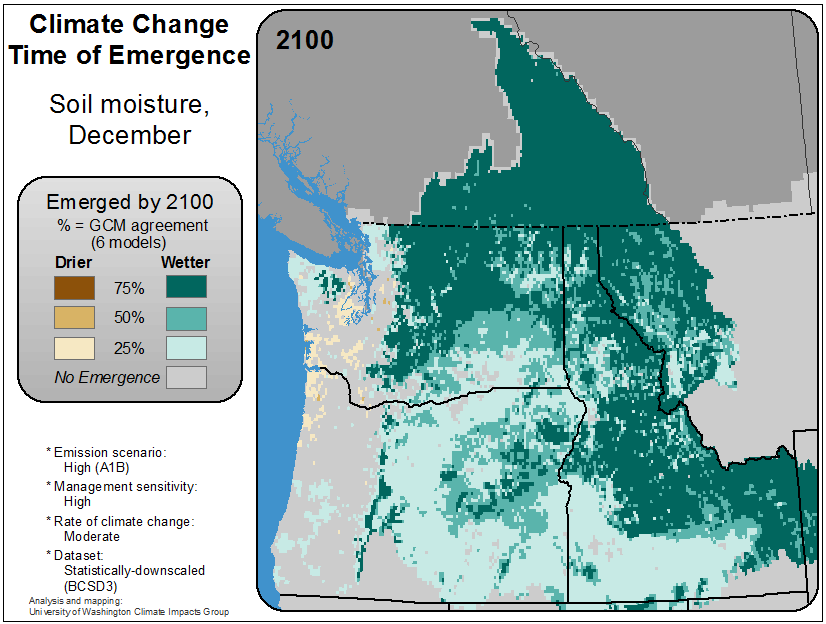 Climate Change
Time of Emergence
Soil moisture,
December
2100
Emerged by 2100
% = GCM agreement
(6 models)
Drier Wetter
75%
50%
25%
No Emergence
* Emission scenario:
High (A1B)
* Management sensitivity:
High
* Rate of climate change:
Moderate
* Dataset:
Statistically-downscaled
(BCSD3)
Analysis and mapping:
University of Washington Climate Impacts Group